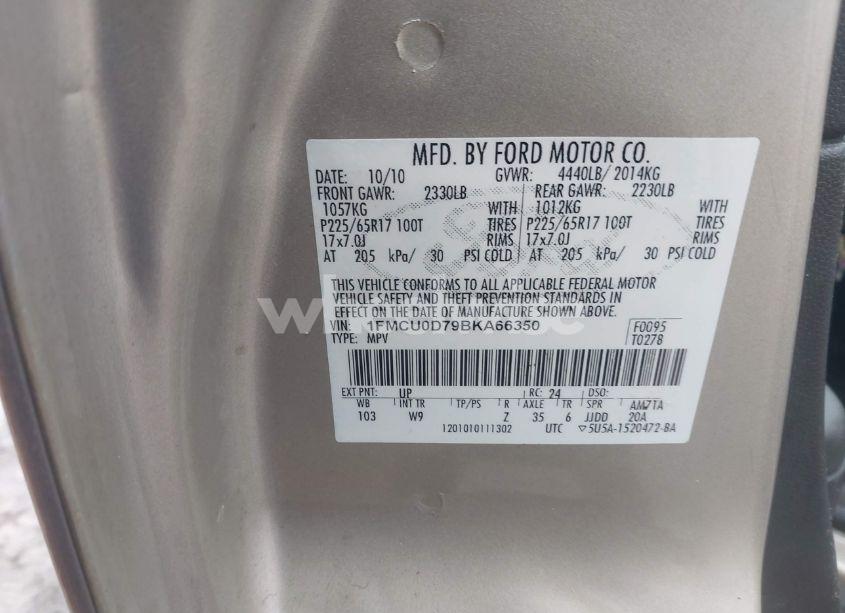 MFD. BY FORD MOTOR CO.
DATE: 10/10 GVWR: 4440LB/ 2014KG
FRONT GAWR: 2330LB REAR GAWR: 2230LB
1057KG WITH 1012KG WITH
P225/65R17 100T TIRES P225/65R17 100T TIRES
17x7.0J RIMS 17x7.0J RIMS
AT 205 kPa/ 30 PSI COLD AT 205 kPa/ 30 PSI COLD
THIS VEHICLE CONFORMS TO ALL APPLICABLE FEDERAL MOTOR
VEHICLE SAFETY AND THEFT PREVENTION STANDARDS IN
EFFECT ON THE DATE OF MANUFACTURE SHOWN ABOVE.
VIN: 1FMCU0D79BKA66350 F0095
TYPE: MPV T0278
EXT PNT: UP RC: 24 DSO:
WB INT TR TP/PS R AXLE TR SPR AM7TA
103 W9 Z 35 6 JJDD 20A
1201010111302 UTC ▽5U5A-1520472-BA